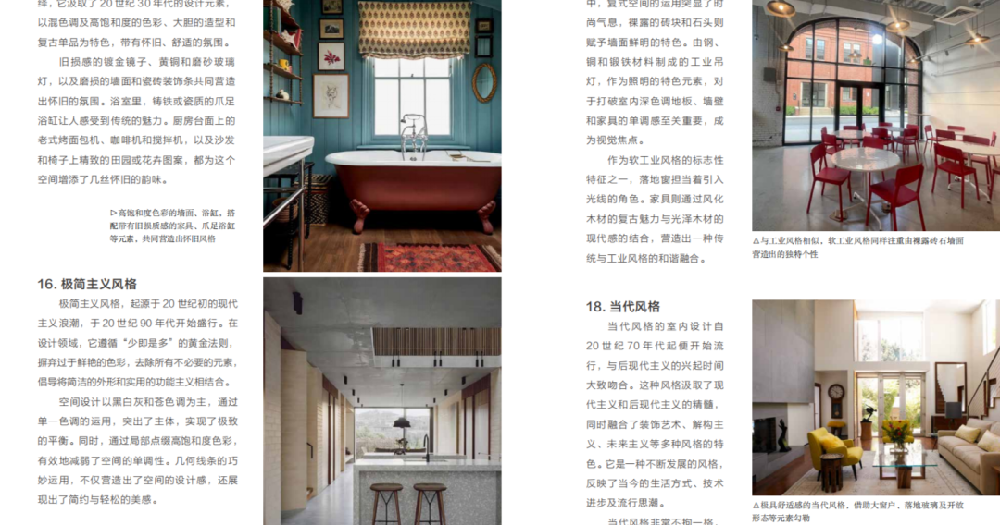 绎，它汲取了 20 世纪 30 年代的设计元素，
以混色调及高饱和度的色彩、大胆的造型和
复古单品为特色，带有怀旧、舒适的氛围。
旧损感的镀金镜子、黄铜和磨砂玻璃
灯，以及磨损的墙面和瓷砖装饰条共同营造
出怀旧的氛围。浴室里，铸铁或瓷质的爪足
浴缸让人感受到传统的魅力。厨房台面上的
老式烤面包机、咖啡机和搅拌机，以及沙发
和椅子上精致的田园或花卉图案，都为这个
空间增添了几丝怀旧的韵味。
▷高饱和度色彩的墙面、浴缸，搭
配带有旧损质感的家具、爪足浴缸
等元素，共同营造出怀旧风格
16. 极简主义风格
极简主义风格，起源于 20 世纪初的现代
主义浪潮，于 20 世纪 90 年代开始盛行。在
设计领域，它遵循“少即是多”的黄金法则，
摒弃过于鲜艳的色彩，去除所有不必要的元素，
倡导将简洁的外形和实用的功能主义相结合。
空间设计以黑白灰和苍色调为主，通过
单一色调的运用，突出了主体，实现了极致
的平衡。同时，通过局部点缀高饱和度色彩，
有效地减弱了空间的单调性。几何线条的巧
妙运用，不仅营造出了空间的设计感，还展
现出了简约与轻松的美感。
中，复式空间的运用突显了时
尚气息，裸露的砖块和石头则
赋予墙面鲜明的特色。由钢、
铜和锻铁材料制成的工业吊
灯，作为照明的特色元素，对
于打破室内深色调地板、墙壁
和家具的单调感至关重要，成
为视觉焦点。
作为软工业风格的标志性
特征之一，落地窗担当着引入
光线的角色。家具则通过风化
木材的复古魅力与光泽木材的
现代感的结合，营造出一种传
统与工业风格的和谐融合。
△与工业风格相似，软工业风格同样注重由裸露砖石墙面
营造出的独特个性
18. 当代风格
当代风格的室内设计自
20 世纪 70 年代起便开始流
行，与后现代主义的兴起时间
大致吻合。这种风格汲取了现
代主义和后现代主义的精髓，
同时融合了装饰艺术、解构主
义、未来主义等多种风格的特
色。它是一种不断发展的风格，
反映了当今的生活方式、技术
进步及流行思潮。
当代风格非常不拘一格，
△极具舒适感的当代风格，借助大窗户、落地玻璃及开放
形态等元素勾勒